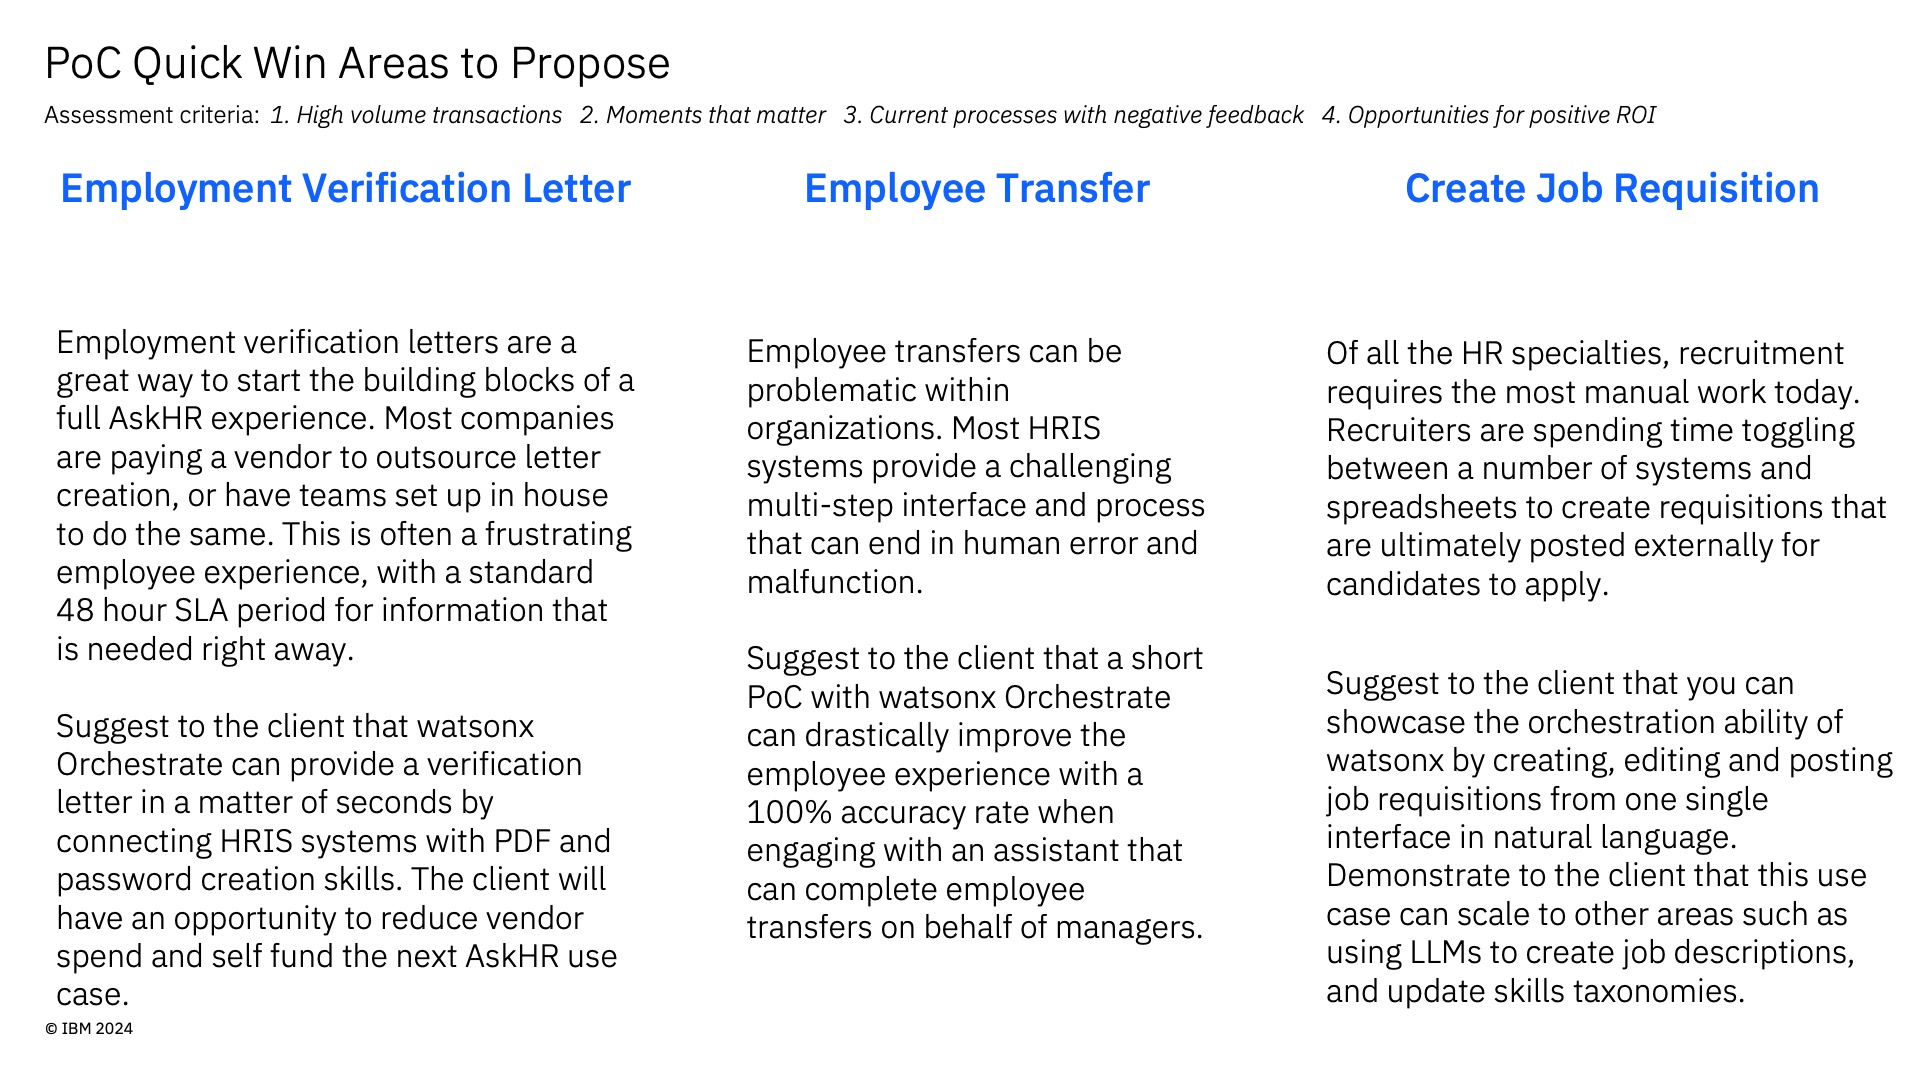 PoC Quick Win Areas to Propose
Assessment criteria: 1. High volume transactions 2. Moments that matter 3. Current processes with negative feedback 4. Opportunities for positive ROI
Employment Verification Letter
Employment verification letters are a
great way to start the building blocks of a
full AskHR experience. Most companies
are paying a vendor to outsource letter
creation, or have teams set up in house
to do the same. This is often a frustrating
employee experience, with a standard
48 hour SLA period for information that
is needed right away.
Suggest to the client that watsonx
Orchestrate can provide a verification
letter in a matter of seconds by
connecting HRIS systems with PDF and
password creation skills. The client will
have an opportunity to reduce vendor
spend and self fund the next AskHR use
case.
Employee Transfer
Employee transfers can be
problematic within
organizations. Most HRIS
systems provide a challenging
multi-step interface and process
that can end in human error and
malfunction.
Suggest to the client that a short
PoC with watsonx Orchestrate
can drastically improve the
employee experience with a
100% accuracy rate when
engaging with an assistant that
can complete employee
transfers on behalf of managers.
Create Job Requisition
Of all the HR specialties, recruitment
requires the most manual work today.
Recruiters are spending time toggling
between a number of systems and
spreadsheets to create requisitions that
are ultimately posted externally for
candidates to apply.
Suggest to the client that you can
showcase the orchestration ability of
watsonx by creating, editing and posting
job requisitions from one single
interface in natural language.
Demonstrate to the client that this use
case can scale to other areas such as
using LLMs to create job descriptions,
and update skills taxonomies.
© IBM 2024